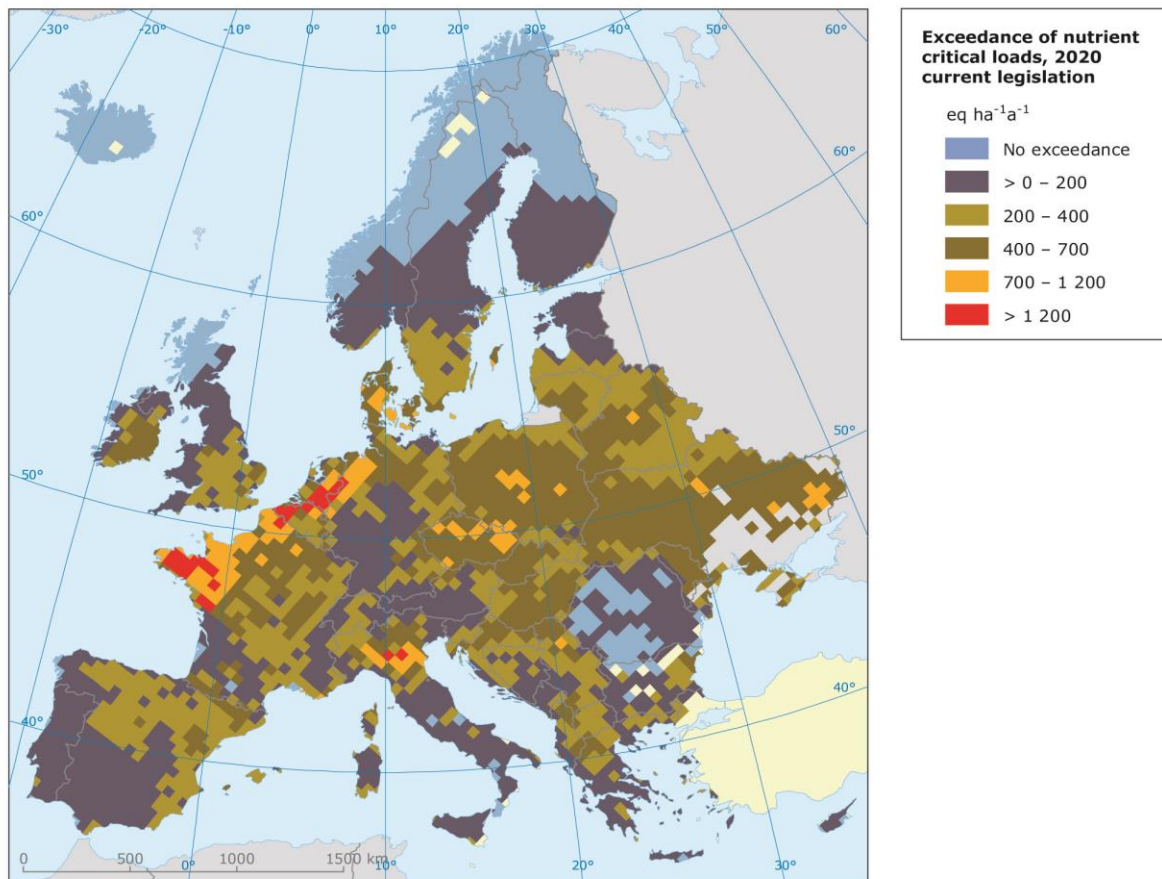 -30° -20° -10° 0° 10° 20° 30° 40° 50° 60°
Exceedance of nutrient
critical loads, 2020
current legislation
eq ha⁻¹a⁻¹
No exceedance
> 0 – 200
200 – 400
400 – 700
700 – 1 200
> 1 200
60°
60°
50°
50°
40°
40°
0 500 1000 1500 km
0° 10° 20° 30°